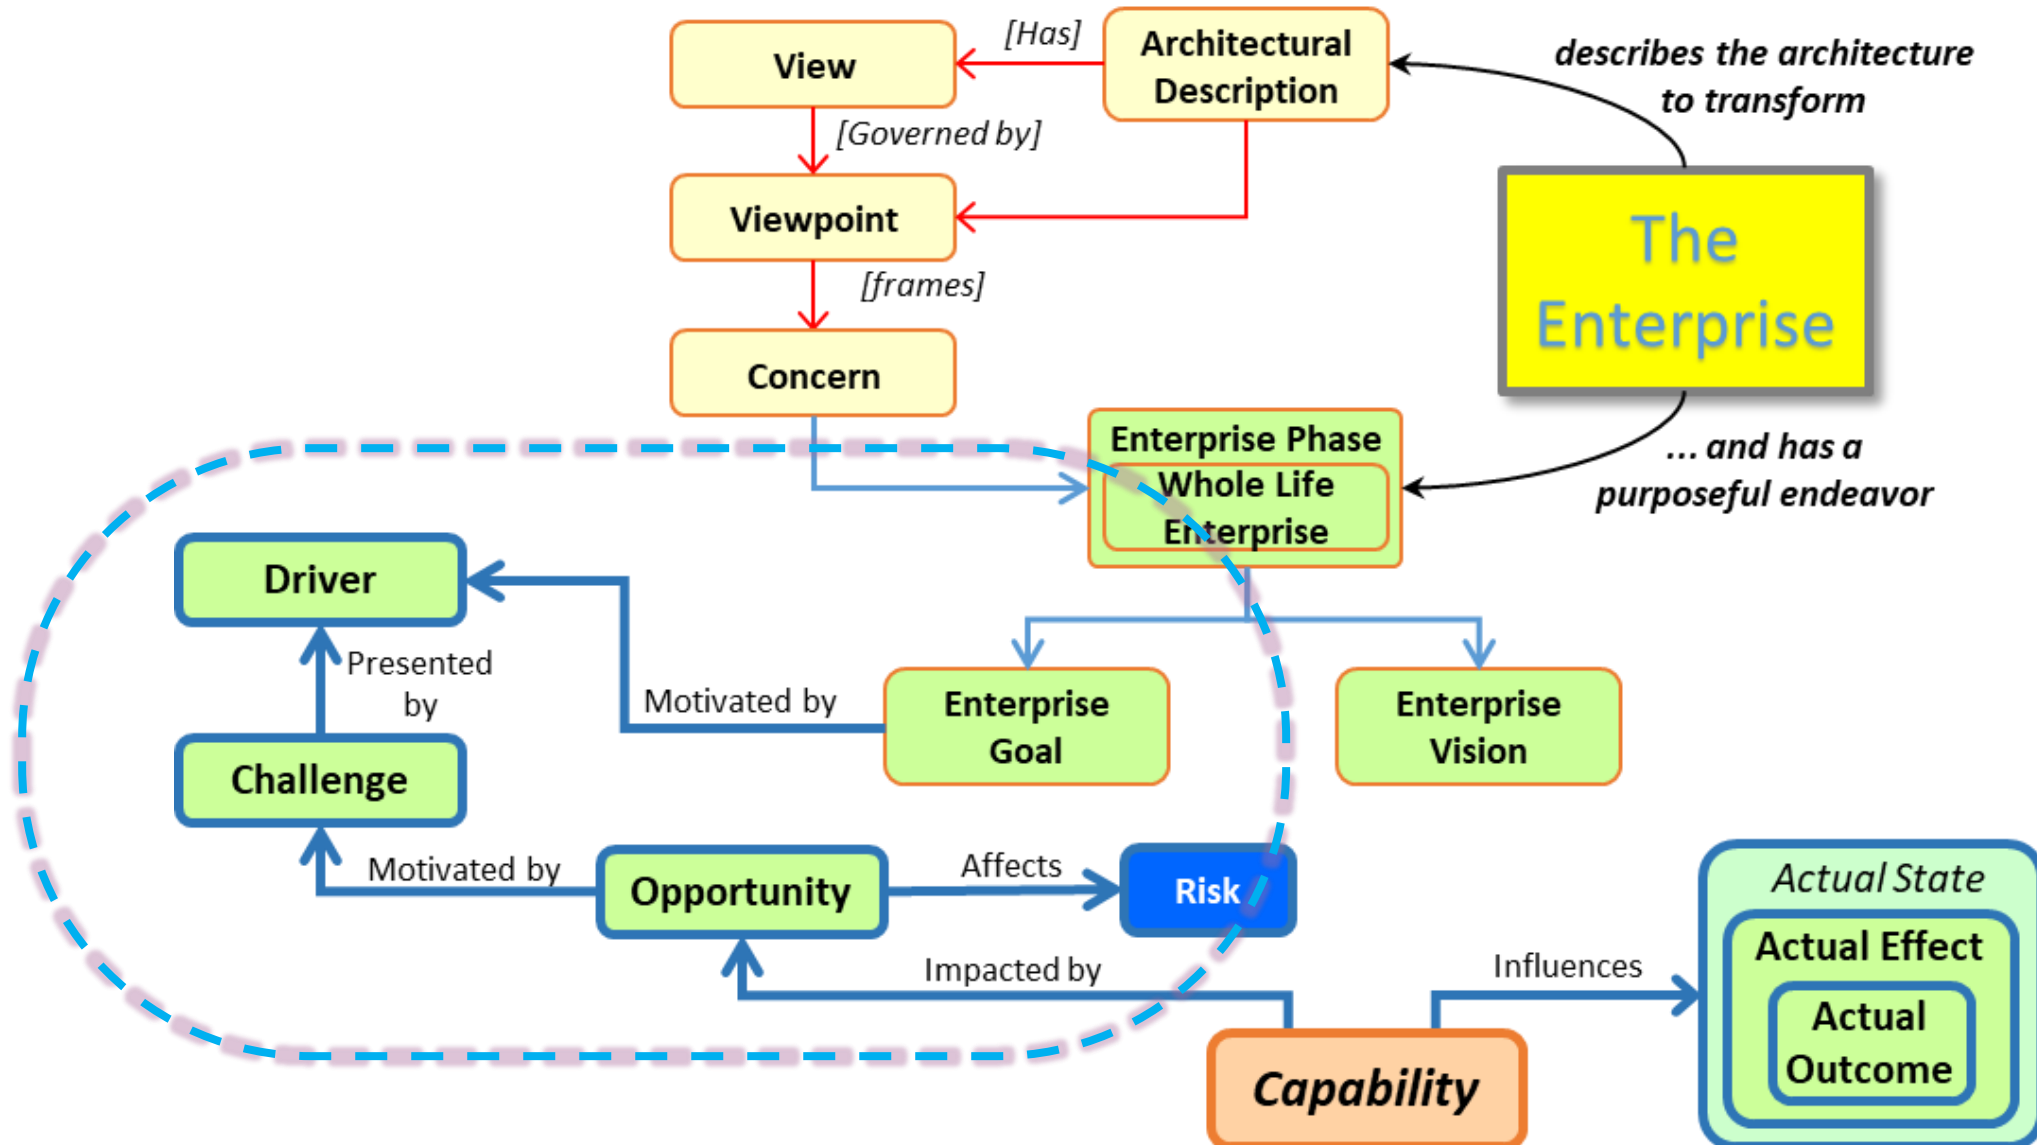 View
[Has]
Architectural
Description
describes the architecture
to transform
[Governed by]
Viewpoint
The
Enterprise
[frames]
Concern
Enterprise Phase
Whole Life
Enterprise
... and has a
purposeful endeavor
Driver
Presented
by
Motivated by
Enterprise
Goal
Enterprise
Vision
Challenge
Motivated by
Opportunity
Affects
Risk
Impacted by
Capability
Influences
Actual State
Actual Effect
Actual
Outcome